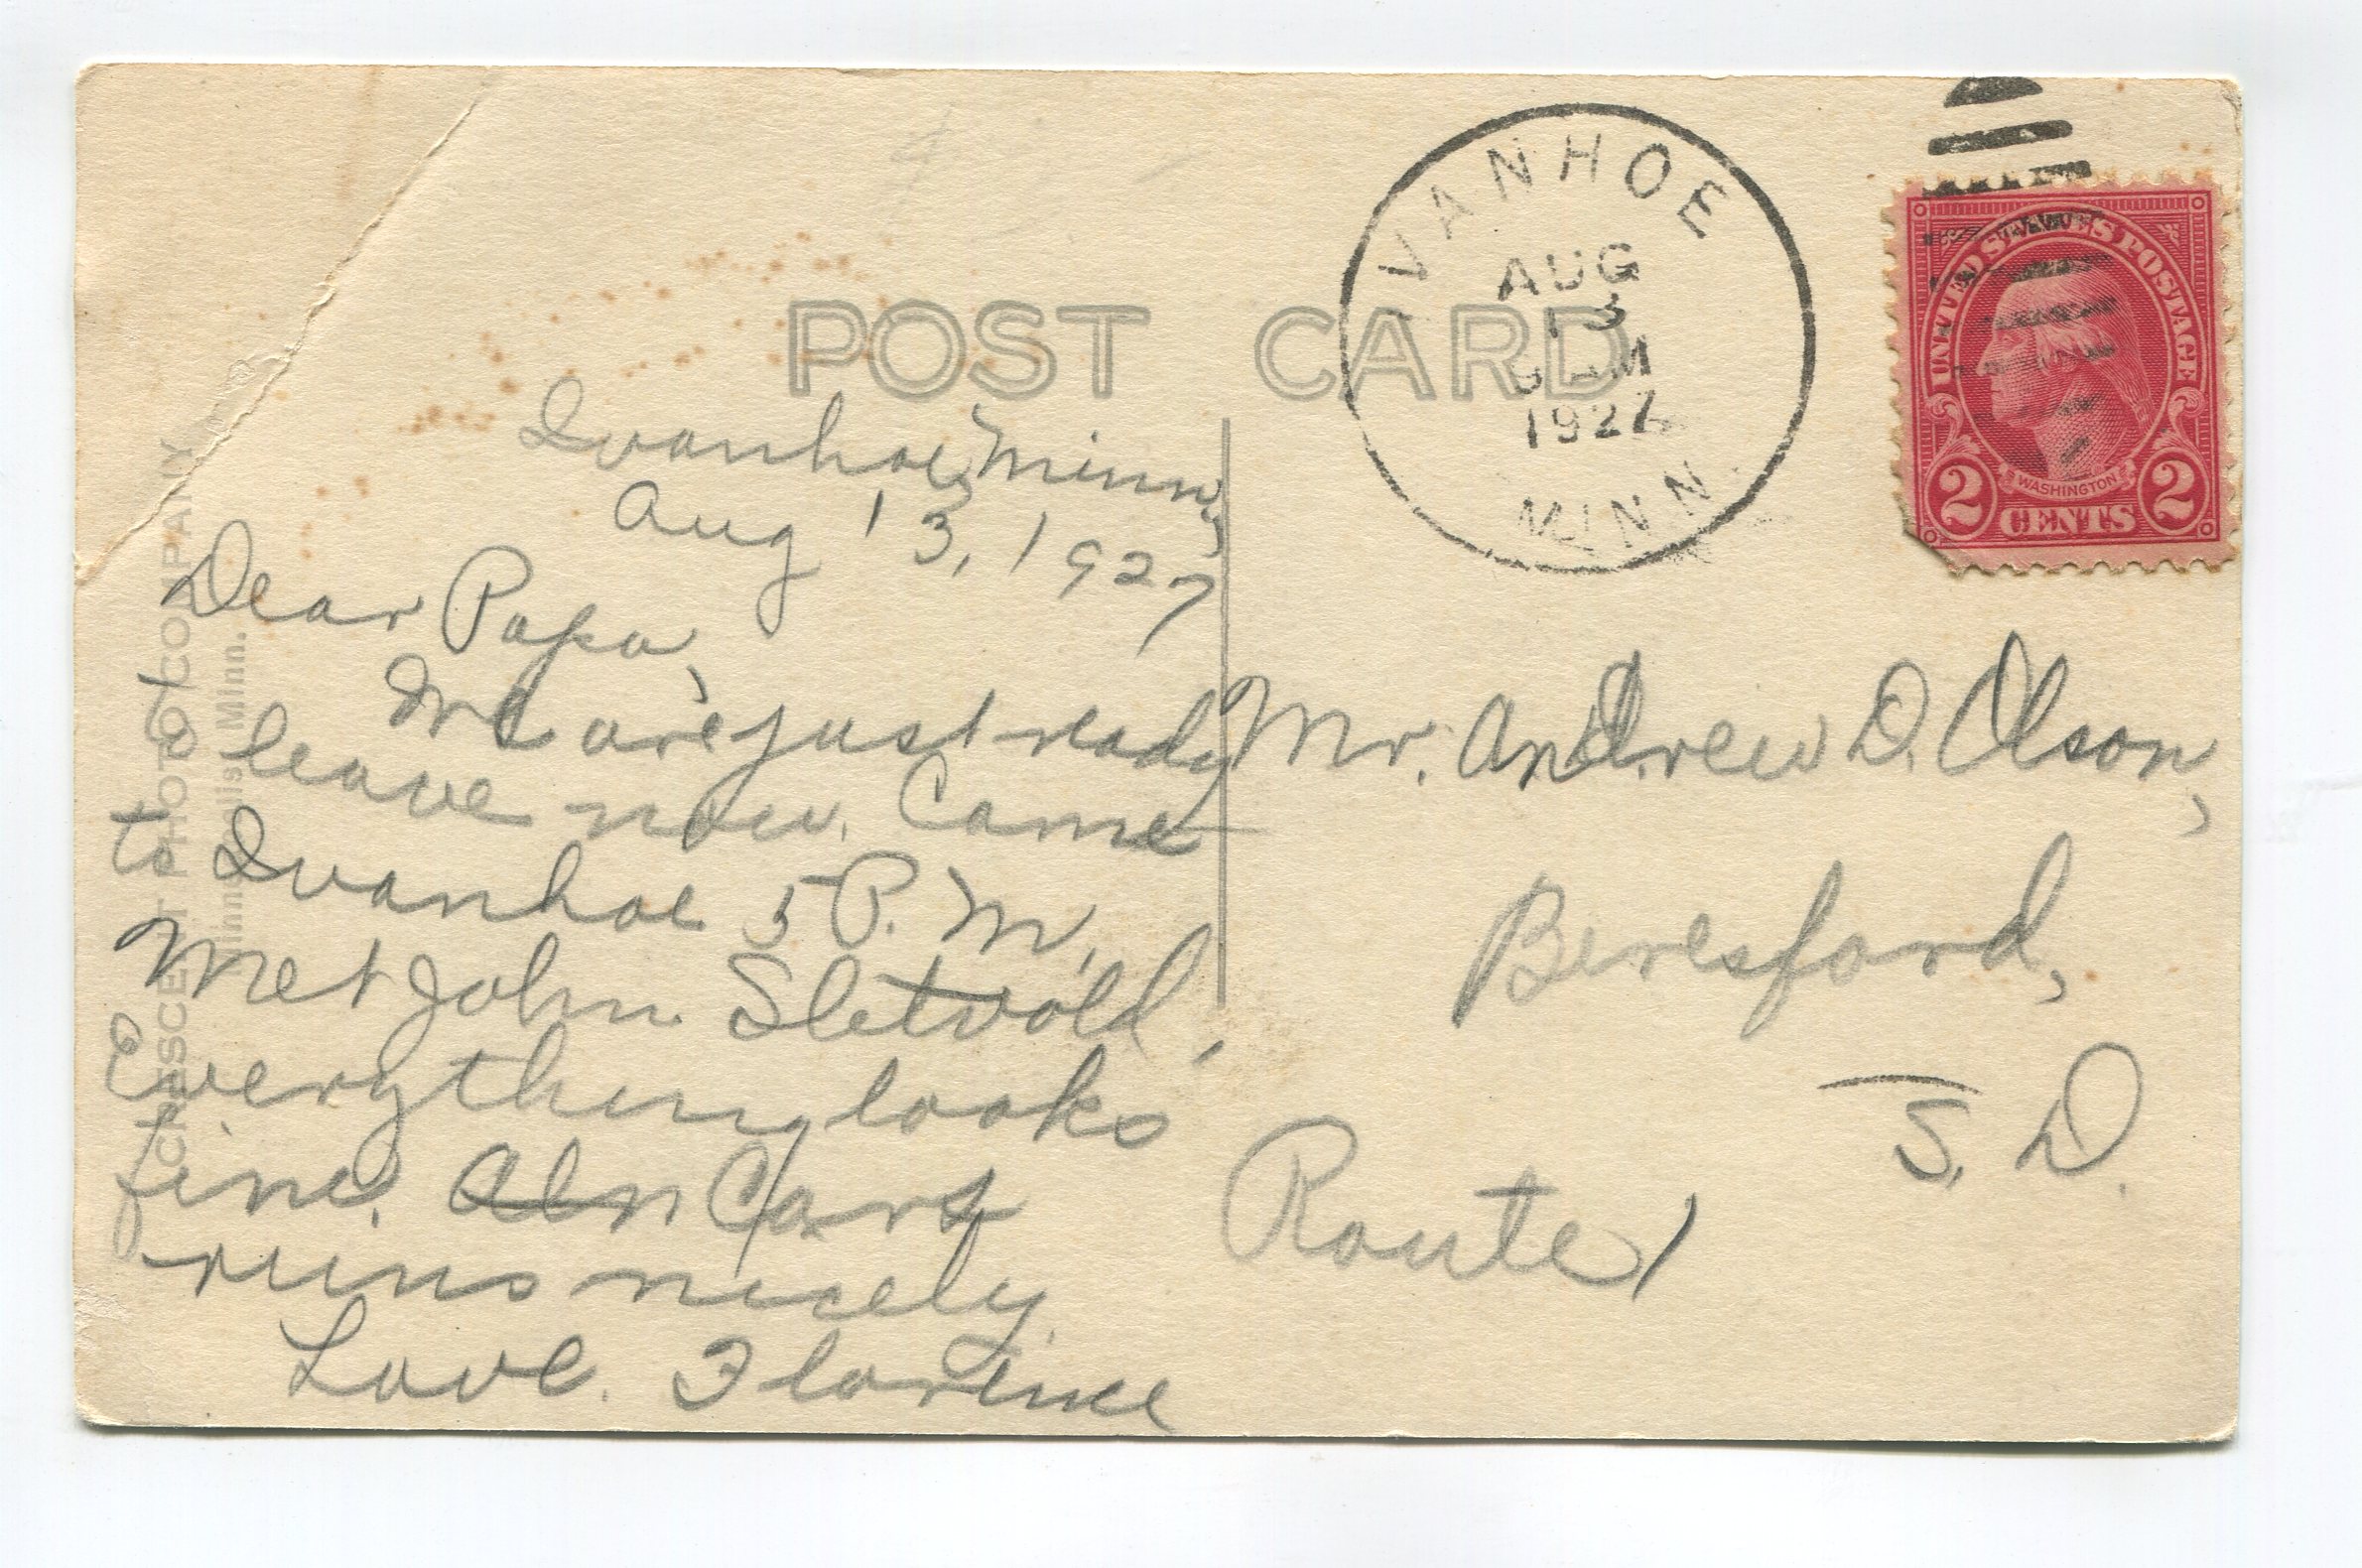 POST CARD
IVANHOE
AUG
13
AM
1927
MINN.
UNITED STATES POSTAGE
WASHINGTON
2 CENTS 2
CRESCENT PHOTO COMPANY
Minneapolis, Minn.
Ivanhoe, Minn,
Aug 13, 1927
Dear Papa,
We are just ready
to leave now. Came
to Ivanhoe 5 P. M.
Met John Sletvold,
Everything looks
fine. Cars
runs nicely.
Love. Florence
Mr. Andrew D. Olson,
Beresford,
S. D.
Route 1